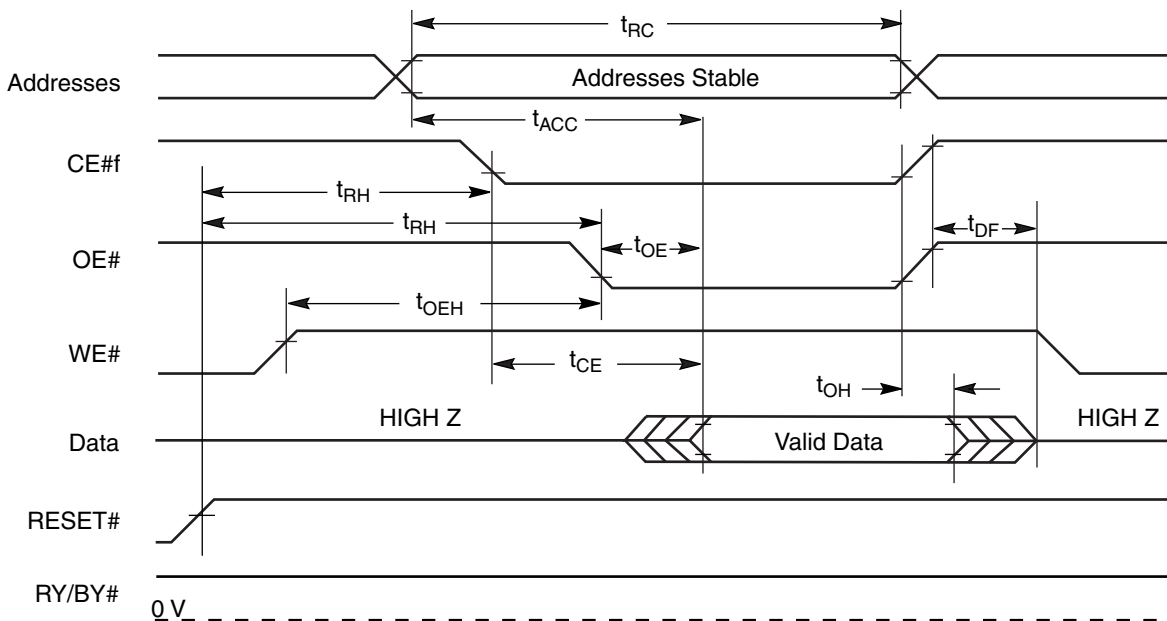 tRC
Addresses
Addresses Stable
tACC
CE#f
tRH
tRH
OE#
tOE
tDF
tOEH
WE#
tCE
tOH
HIGH Z
HIGH Z
Data
Valid Data
RESET#
RY/BY#
0 V